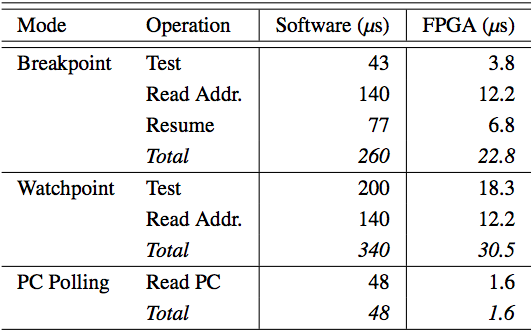 Mode Operation Software (μs) FPGA (μs)
Breakpoint Test 43 3.8
Read Addr. 140 12.2
Resume 77 6.8
Total 260 22.8
Watchpoint Test 200 18.3
Read Addr. 140 12.2
Total 340 30.5
PC Polling Read PC 48 1.6
Total 48 1.6